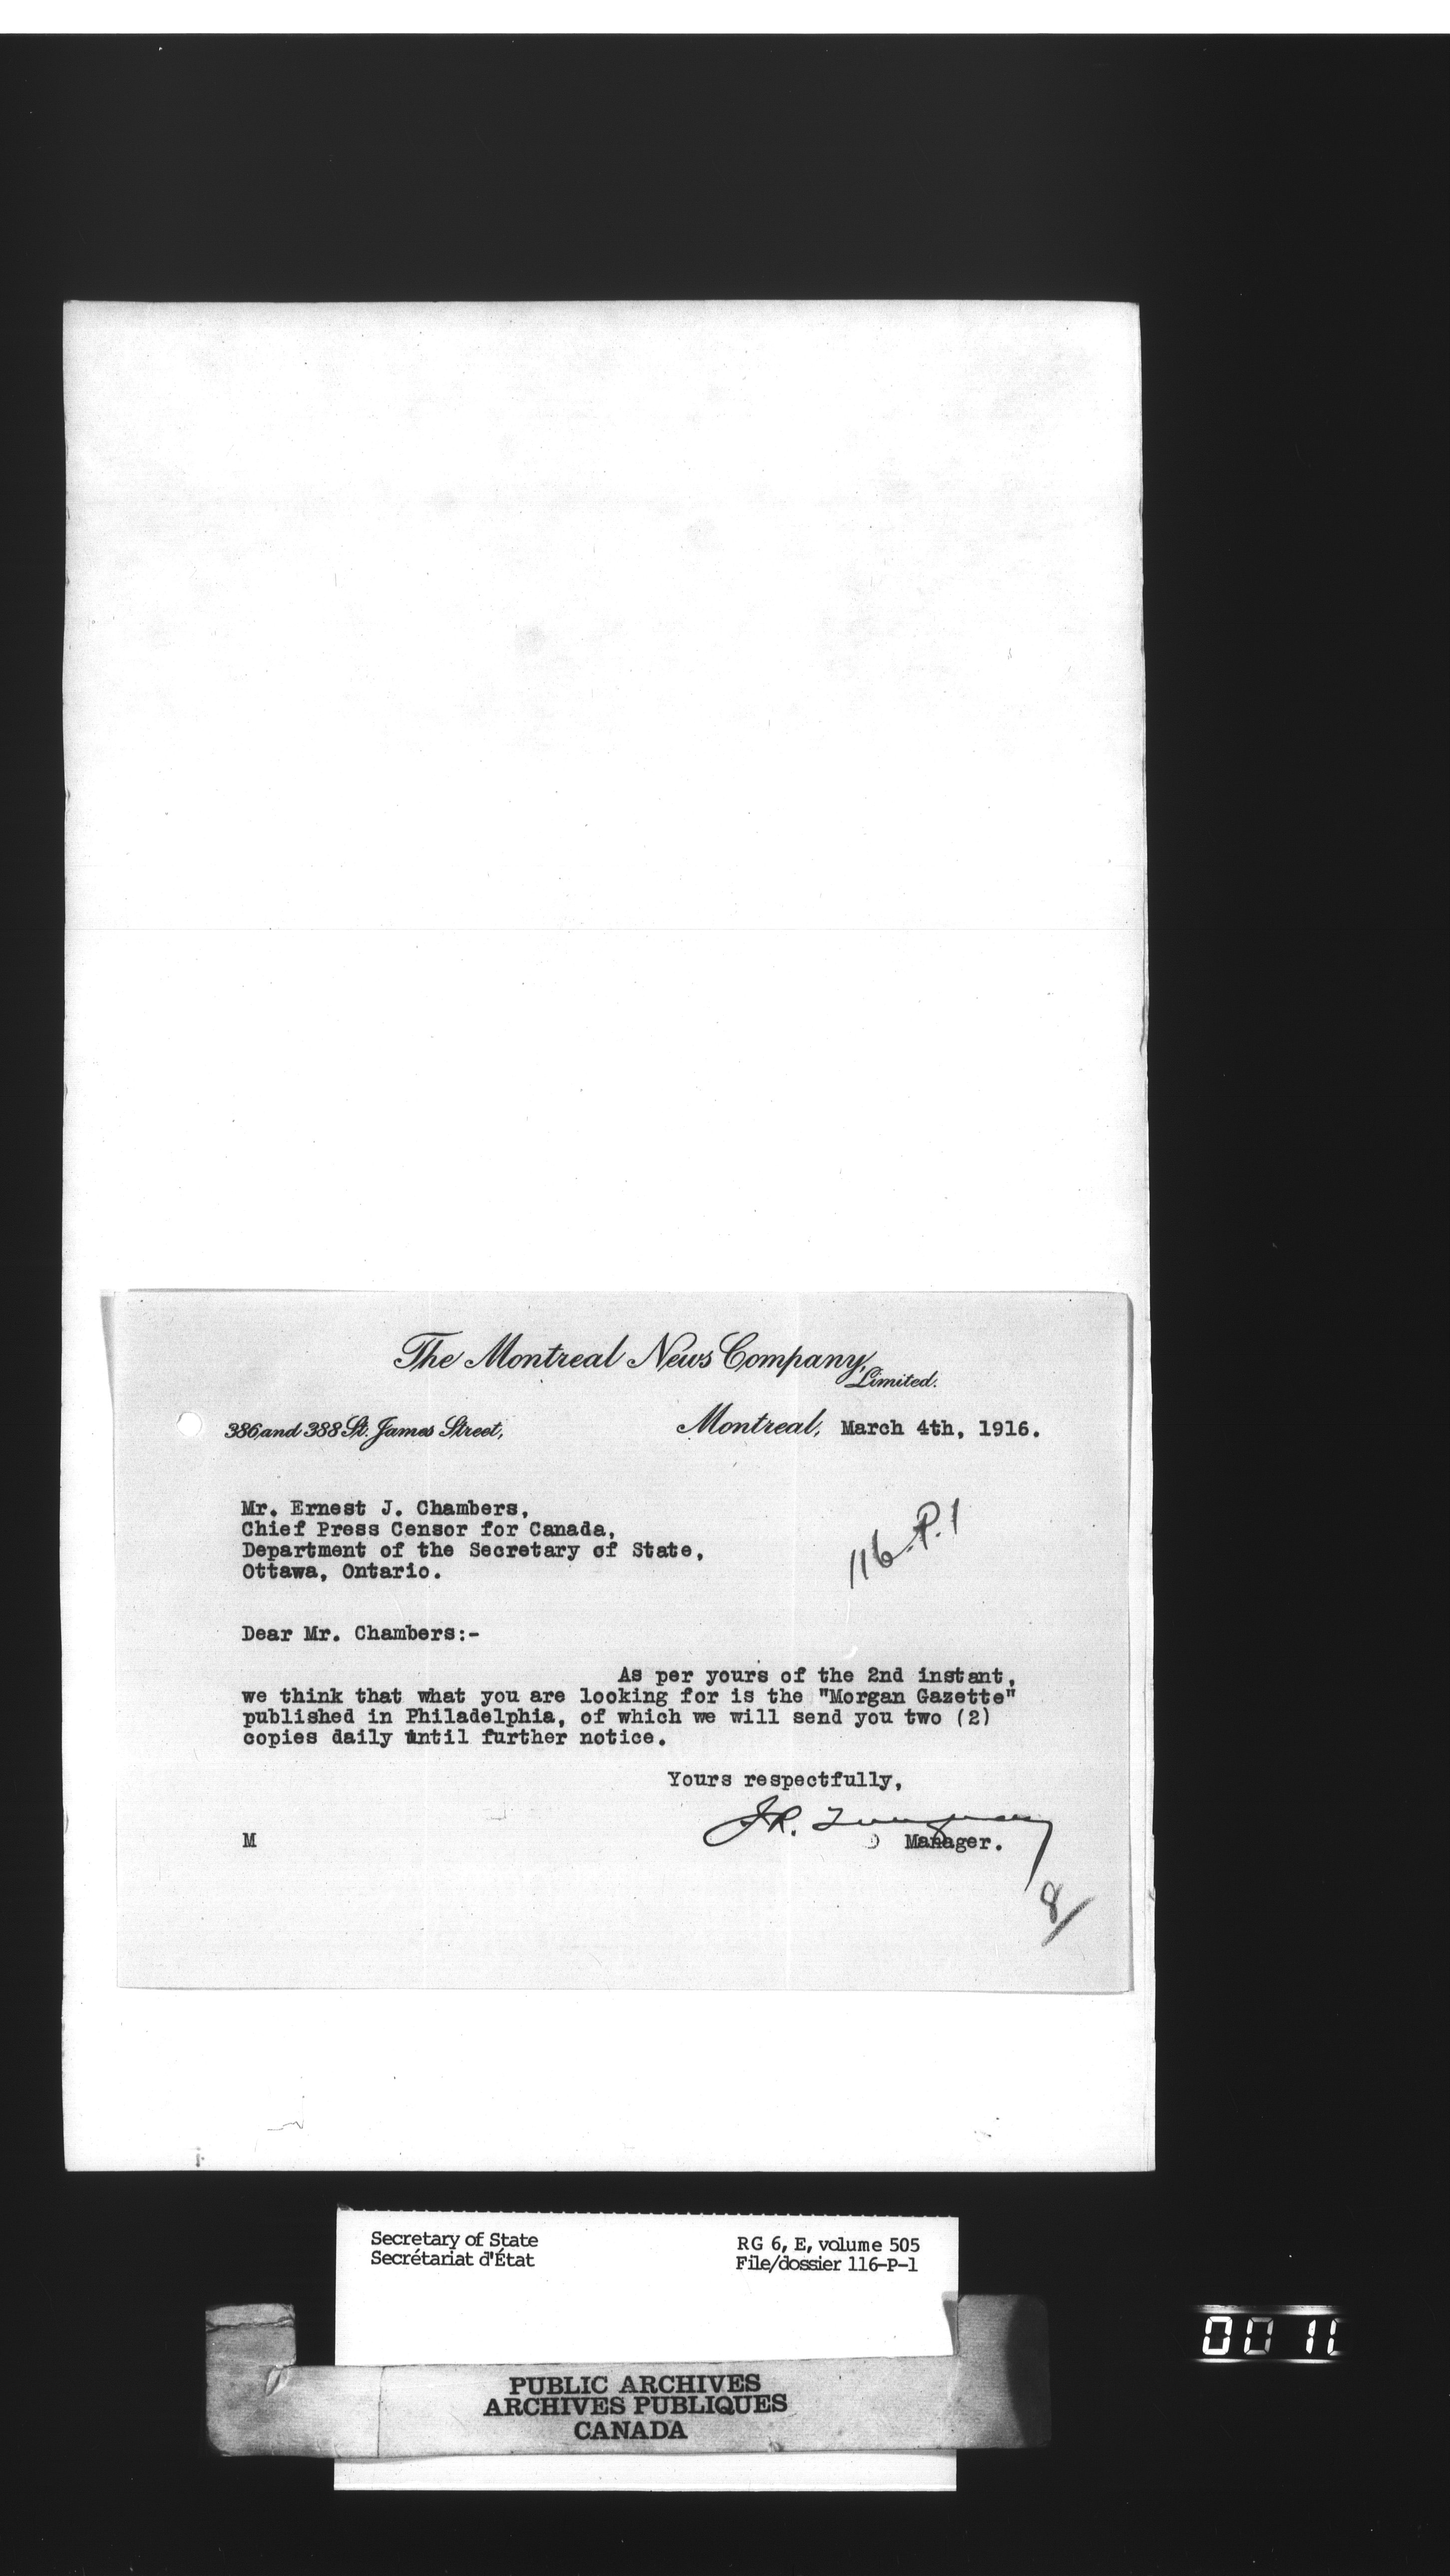 The Montreal News Company,
Limited.
386 and 388 St. James Street,
Montreal, March 4th, 1916.
116-P.1
Mr. Ernest J. Chambers,
Chief Press Censor for Canada,
Department of the Secretary of State,
Ottawa, Ontario.
Dear Mr. Chambers:-
As per yours of the 2nd instant,
we think that what you are looking for is the "Morgan Gazette"
published in Philadelphia, of which we will send you two (2)
copies daily until further notice.
Yours respectfully,
J.R.
M
Manager.
8
Secretary of State
Secrétariat d'État
RG 6, E, volume 505
File/dossier 116-P-1
PUBLIC ARCHIVES
ARCHIVES PUBLIQUES
CANADA